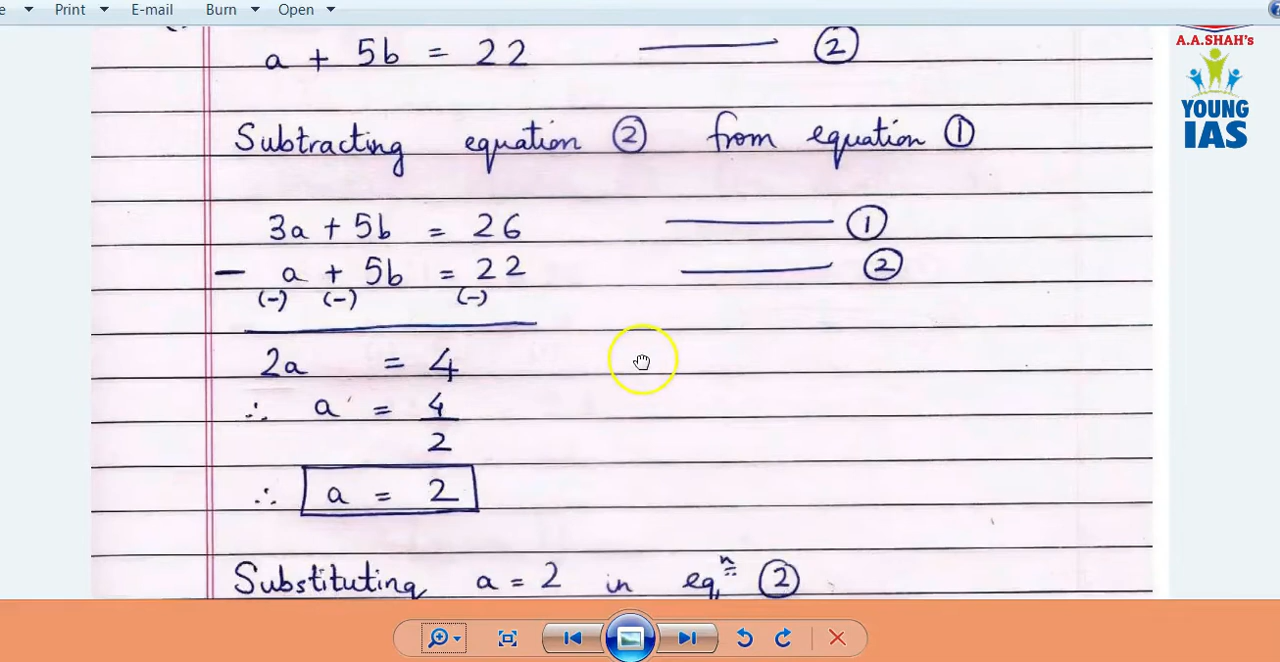 Print E-mail Burn Open
A.A.SHAH's
YOUNG
IAS
a + 5b = 22 ——— ②
Subtracting equation ② from equation ①
3a + 5b = 26 ——— ①
- a + 5b = 22 ——— ②
(-) (-) (-)
2a = 4
∴ a = 4
2
∴ a = 2
Substituting a = 2 in eqⁿ ②